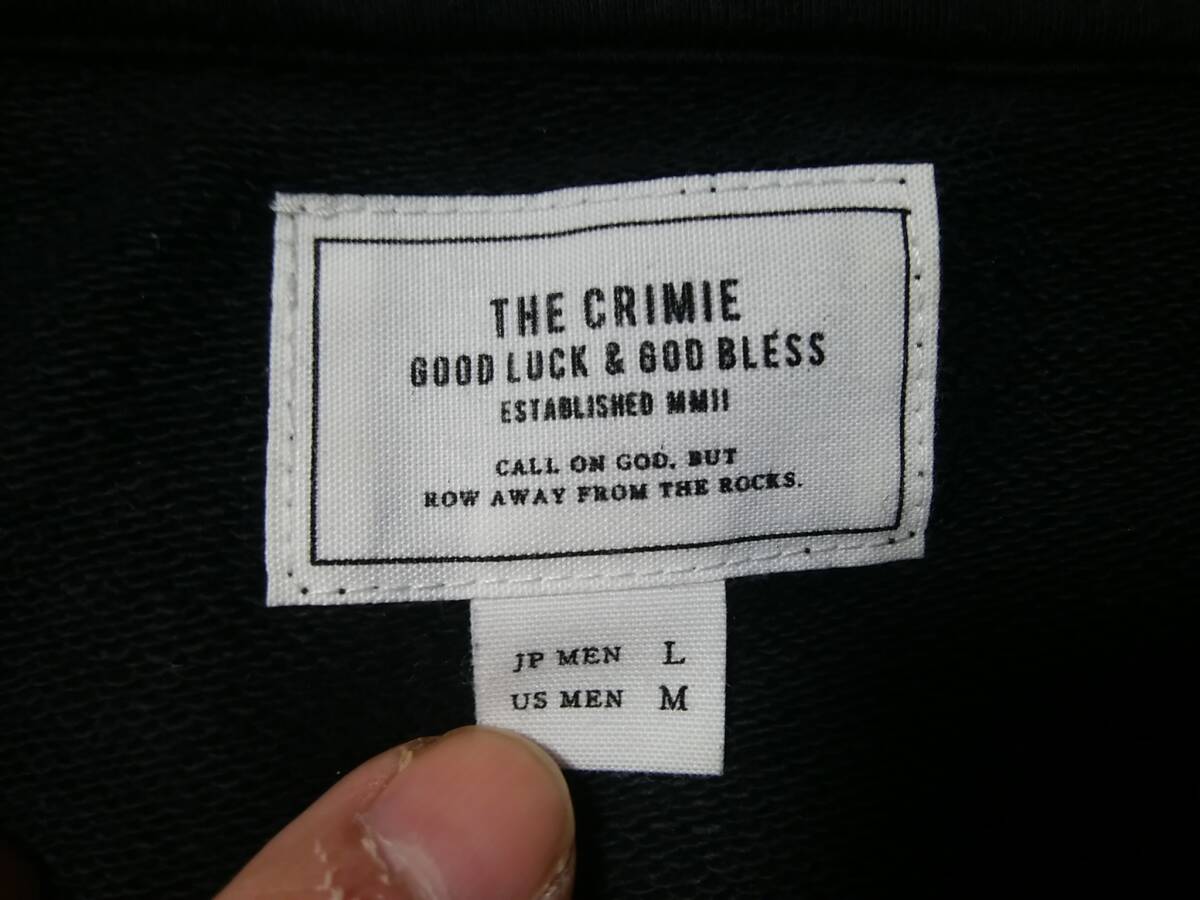 THE CRIMIE
GOOD LUCK & GOD BLESS
ESTABLISHED MMII
CALL ON GOD, BUT
ROW AWAY FROM THE ROCKS.
JP MEN L
US MEN M